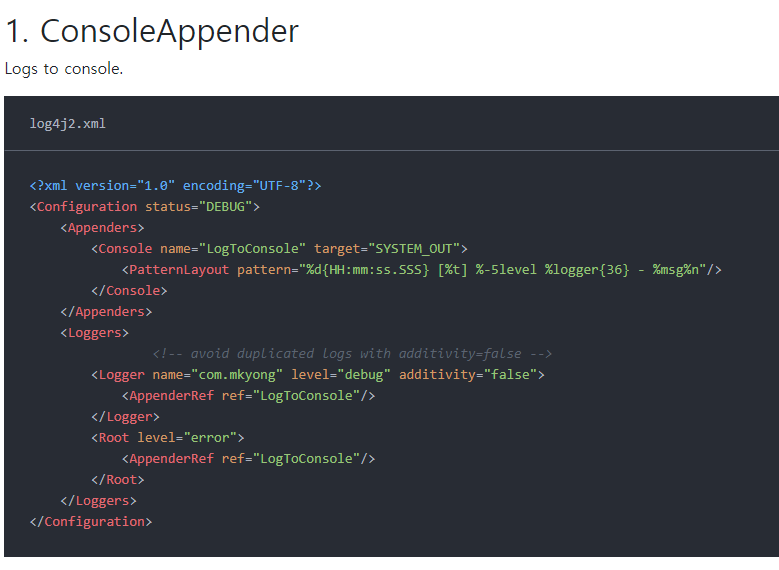 1. ConsoleAppender
Logs to console.
log4j2.xml
<?xml version="1.0" encoding="UTF-8"?>
<Configuration status="DEBUG">
    <Appenders>
        <Console name="LogToConsole" target="SYSTEM_OUT">
            <PatternLayout pattern="%d{HH:mm:ss.SSS} [%t] %-5level %logger{36} - %msg%n"/>
        </Console>
    </Appenders>
    <Loggers>
                <!-- avoid duplicated logs with additivity=false -->
        <Logger name="com.mkyong" level="debug" additivity="false">
            <AppenderRef ref="LogToConsole"/>
        </Logger>
        <Root level="error">
            <AppenderRef ref="LogToConsole"/>
        </Root>
    </Loggers>
</Configuration>